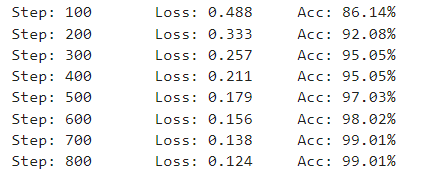 Step: 100 Loss: 0.488 Acc: 86.14%
Step: 200 Loss: 0.333 Acc: 92.08%
Step: 300 Loss: 0.257 Acc: 95.05%
Step: 400 Loss: 0.211 Acc: 95.05%
Step: 500 Loss: 0.179 Acc: 97.03%
Step: 600 Loss: 0.156 Acc: 98.02%
Step: 700 Loss: 0.138 Acc: 99.01%
Step: 800 Loss: 0.124 Acc: 99.01%